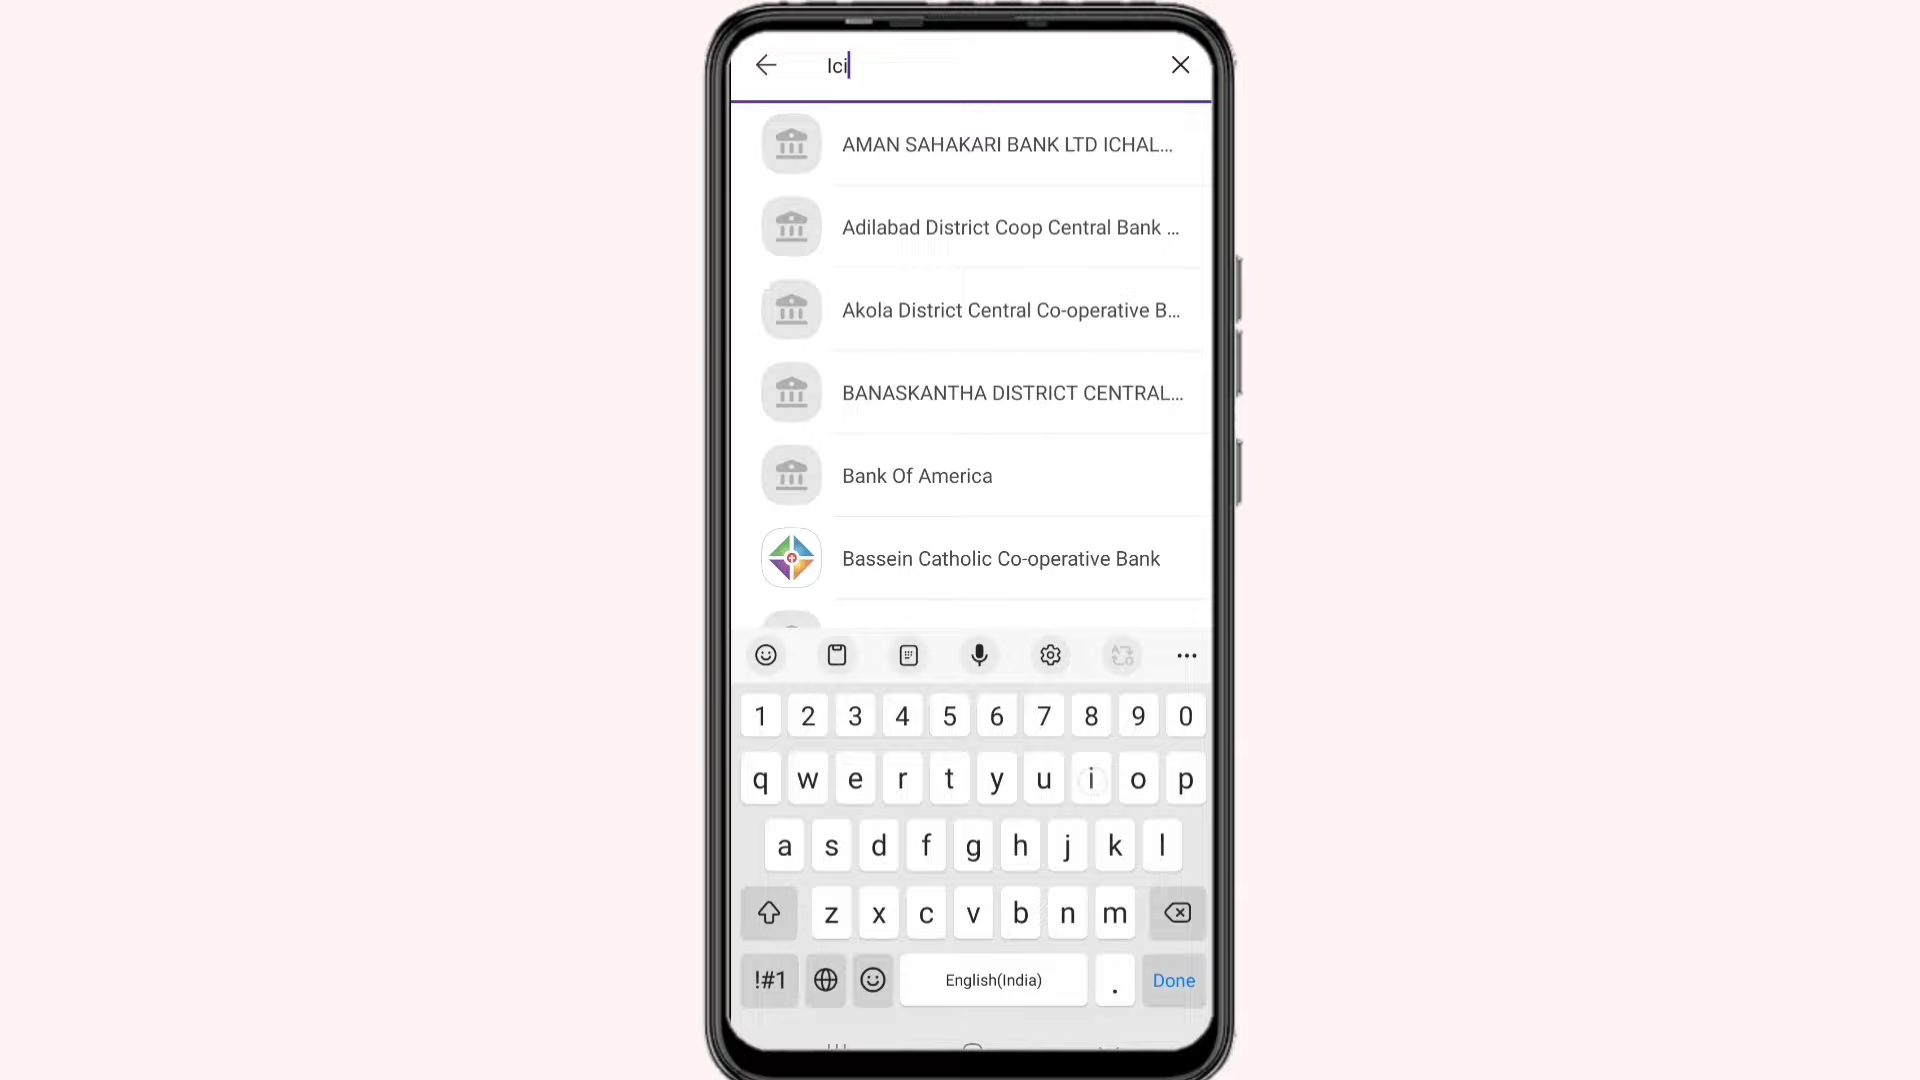 Ici
AMAN SAHAKARI BANK LTD ICHAL...
Adilabad District Coop Central Bank ...
Akola District Central Co-operative B...
BANASKANTHA DISTRICT CENTRAL...
Bank Of America
Bassein Catholic Co-operative Bank
1 2 3 4 5 6 7 8 9 0
q w e r t y u i o p
a s d f g h j k l
z x c v b n m
!#1 English(India) . Done